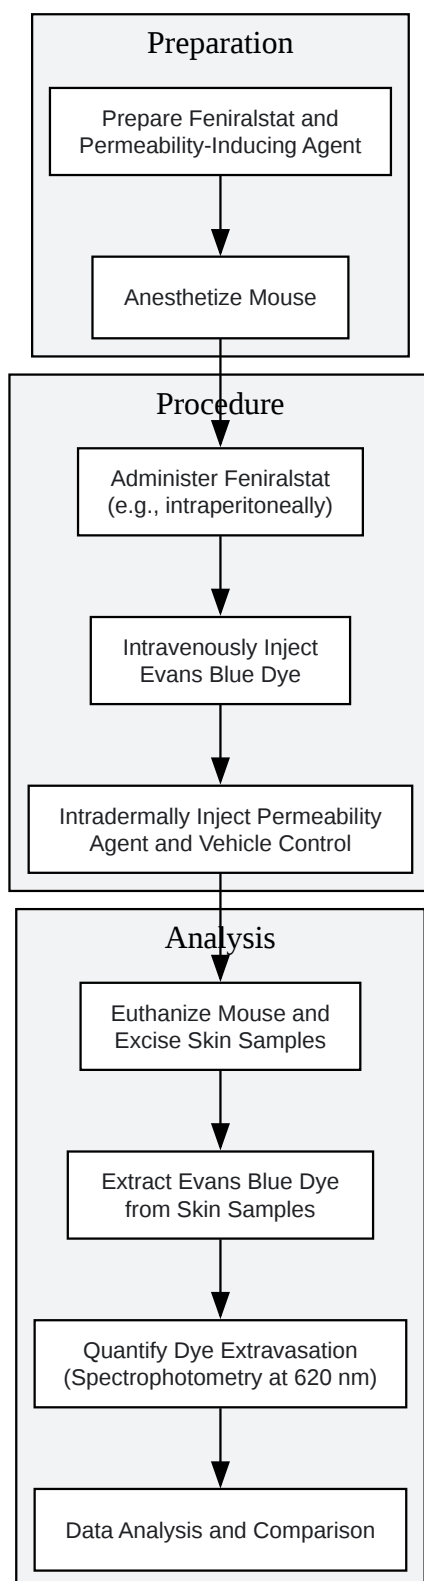 Preparation
Prepare Feniralstat and
Permeability-Inducing Agent
Anesthetize Mouse
Procedure
Administer Feniralstat
(e.g., intraperitoneally)
Intravenously Inject
Evans Blue Dye
Intradermally Inject Permeability
Agent and Vehicle Control
Analysis
Euthanize Mouse and
Excise Skin Samples
Extract Evans Blue Dye
from Skin Samples
Quantify Dye Extravasation
(Spectrophotometry at 620 nm)
Data Analysis and Comparison